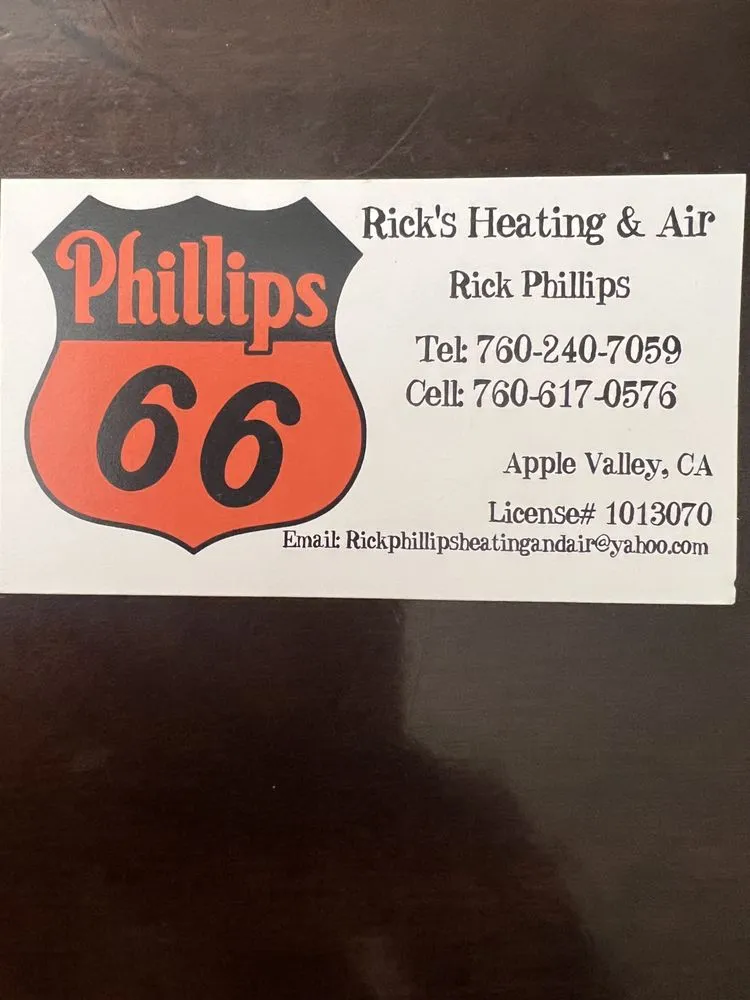 Phillips
66
Rick's Heating & Air
Rick Phillips
Tel: 760-240-7059
Cell: 760-617-0576
Apple Valley, CA
License# 1013070
Email: Rickphillipsheatingandair@yahoo.com